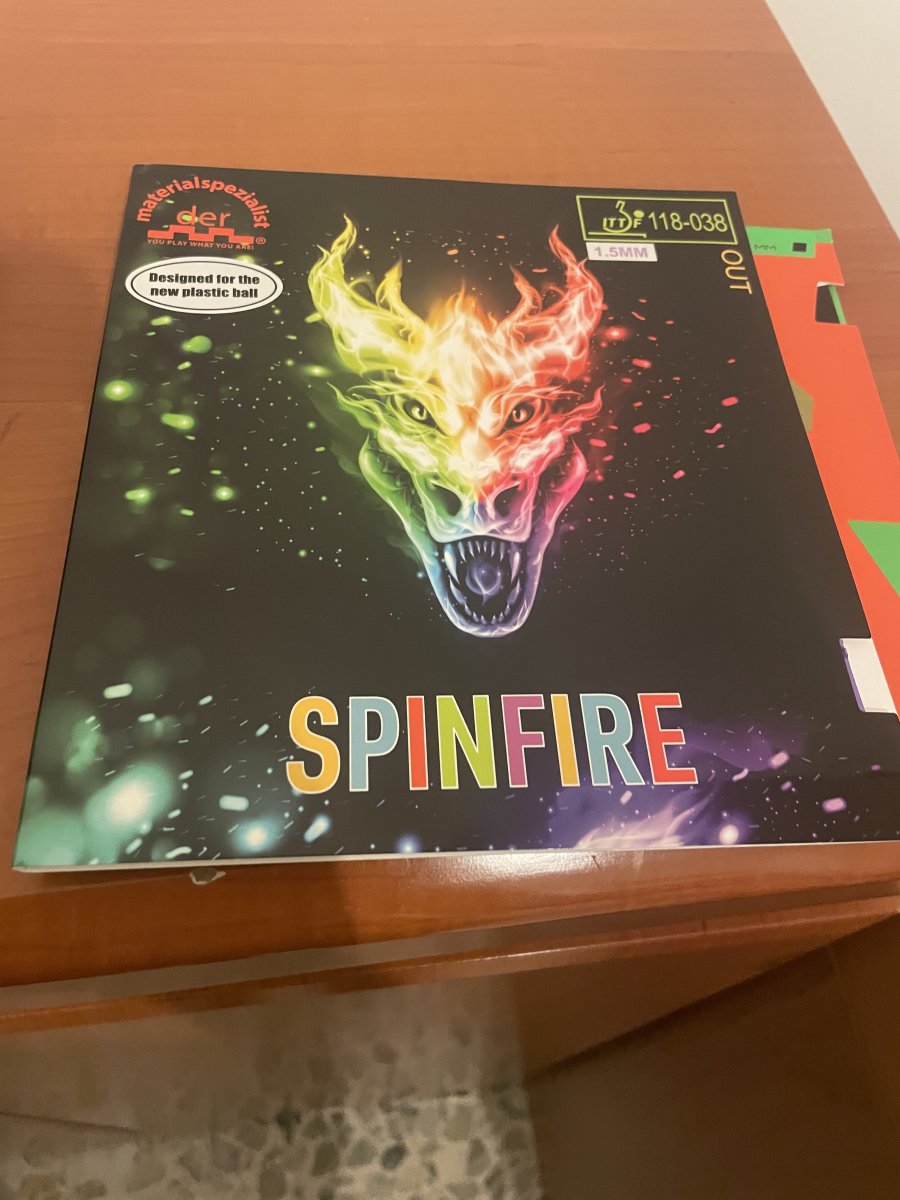 materialspezialist
der
YOU PLAY WHAT YOU ARE! ®
Designed for the
new plastic ball
ITTF 118-038
1.5MM
OUT
MM
SPINFIRE